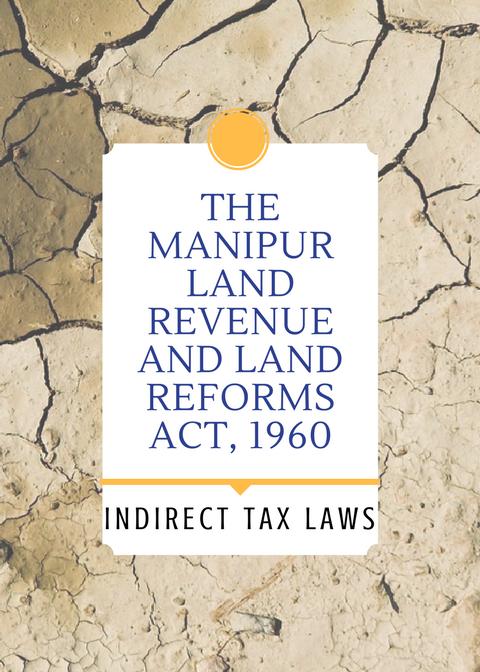 THE
MANIPUR
LAND
REVENUE
AND LAND
REFORMS
ACT, 1960
INDIRECT TAX LAWS